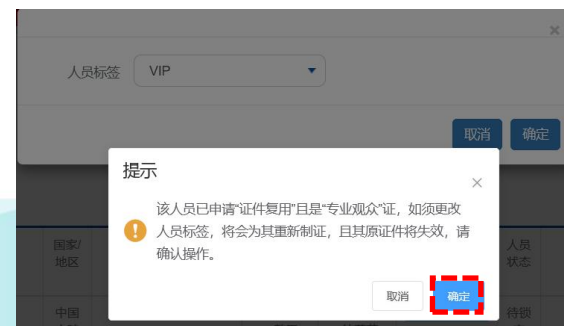 人员标签 VIP
取消 确定
提示
该人员已申请“证件复用”且是“专业观众”证，如须更改
人员标签，将会为其重新制证，且其原证件将失效，请
确认操作。
取消 确定
国家/
地区
人员
状态
中国
待锁